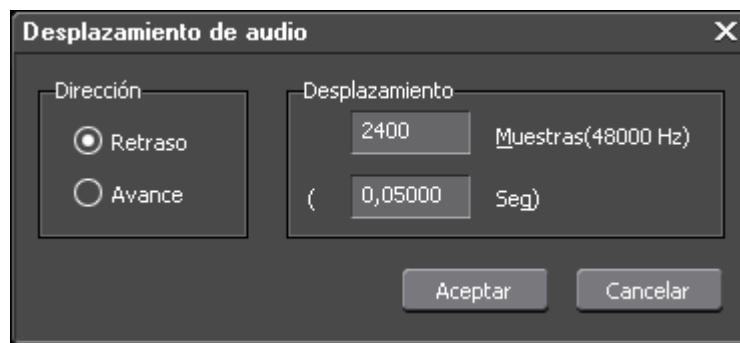 Desplazamiento de audio
Dirección
Retraso
Avance
Desplazamiento
2400 Muestras(48000 Hz)
( 0,05000 Seg)
Aceptar Cancelar